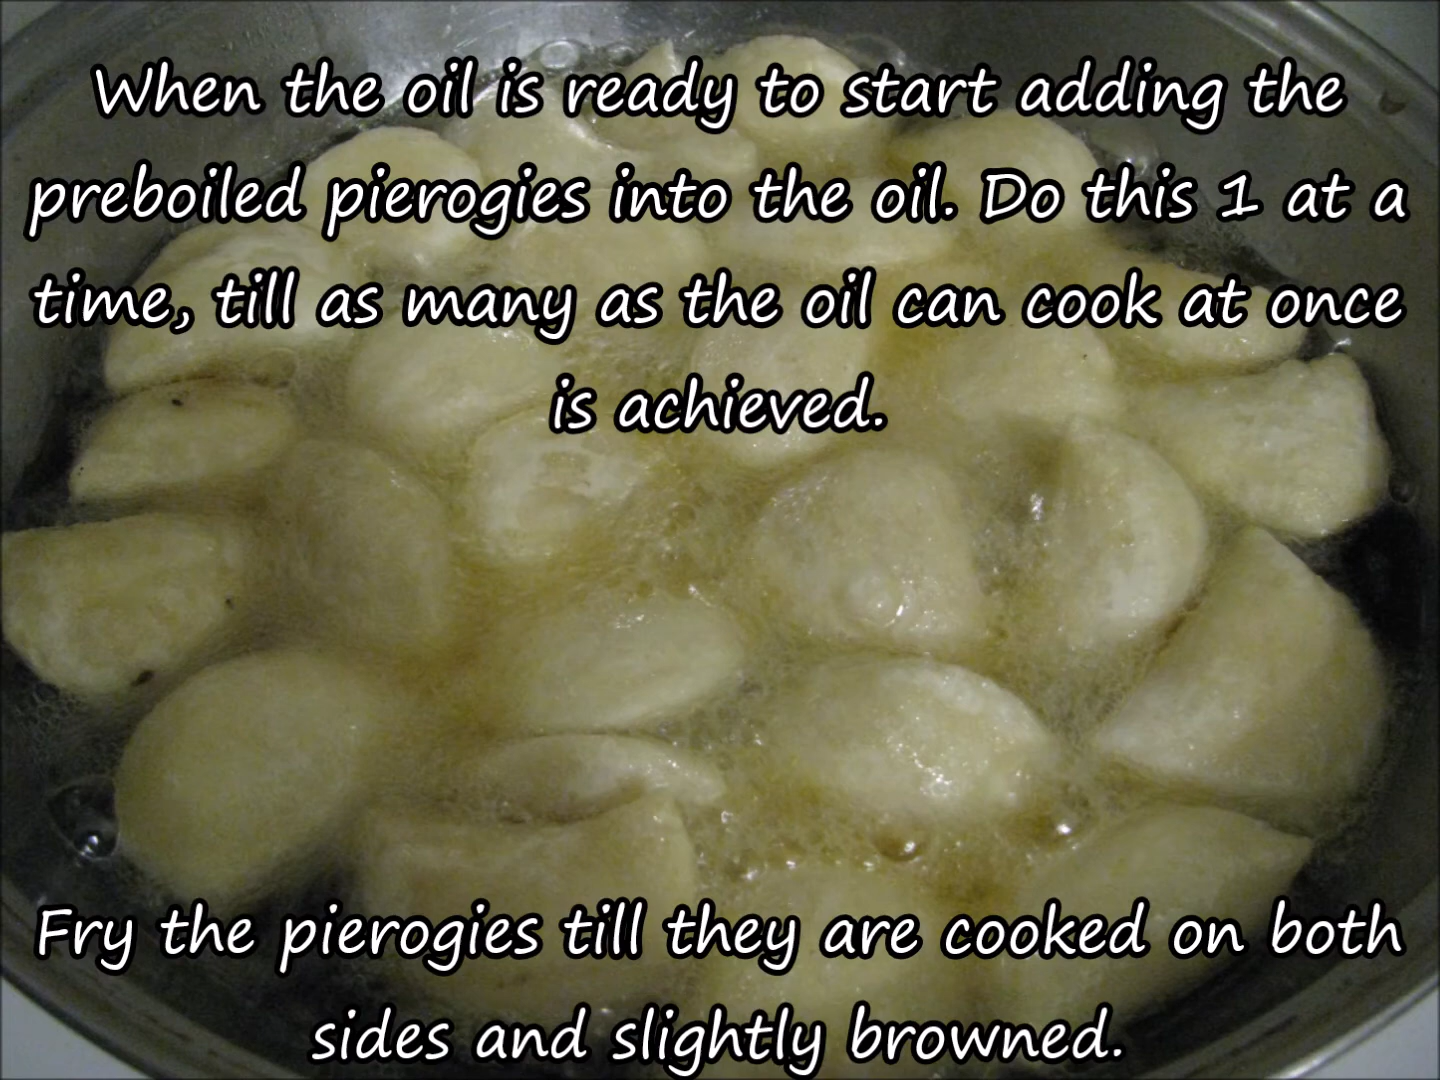 When the oil is ready to start adding the
preboiled pierogies into the oil. Do this 1 at a
time, till as many as the oil can cook at once
is achieved.
Fry the pierogies till they are cooked on both
sides and slightly browned.